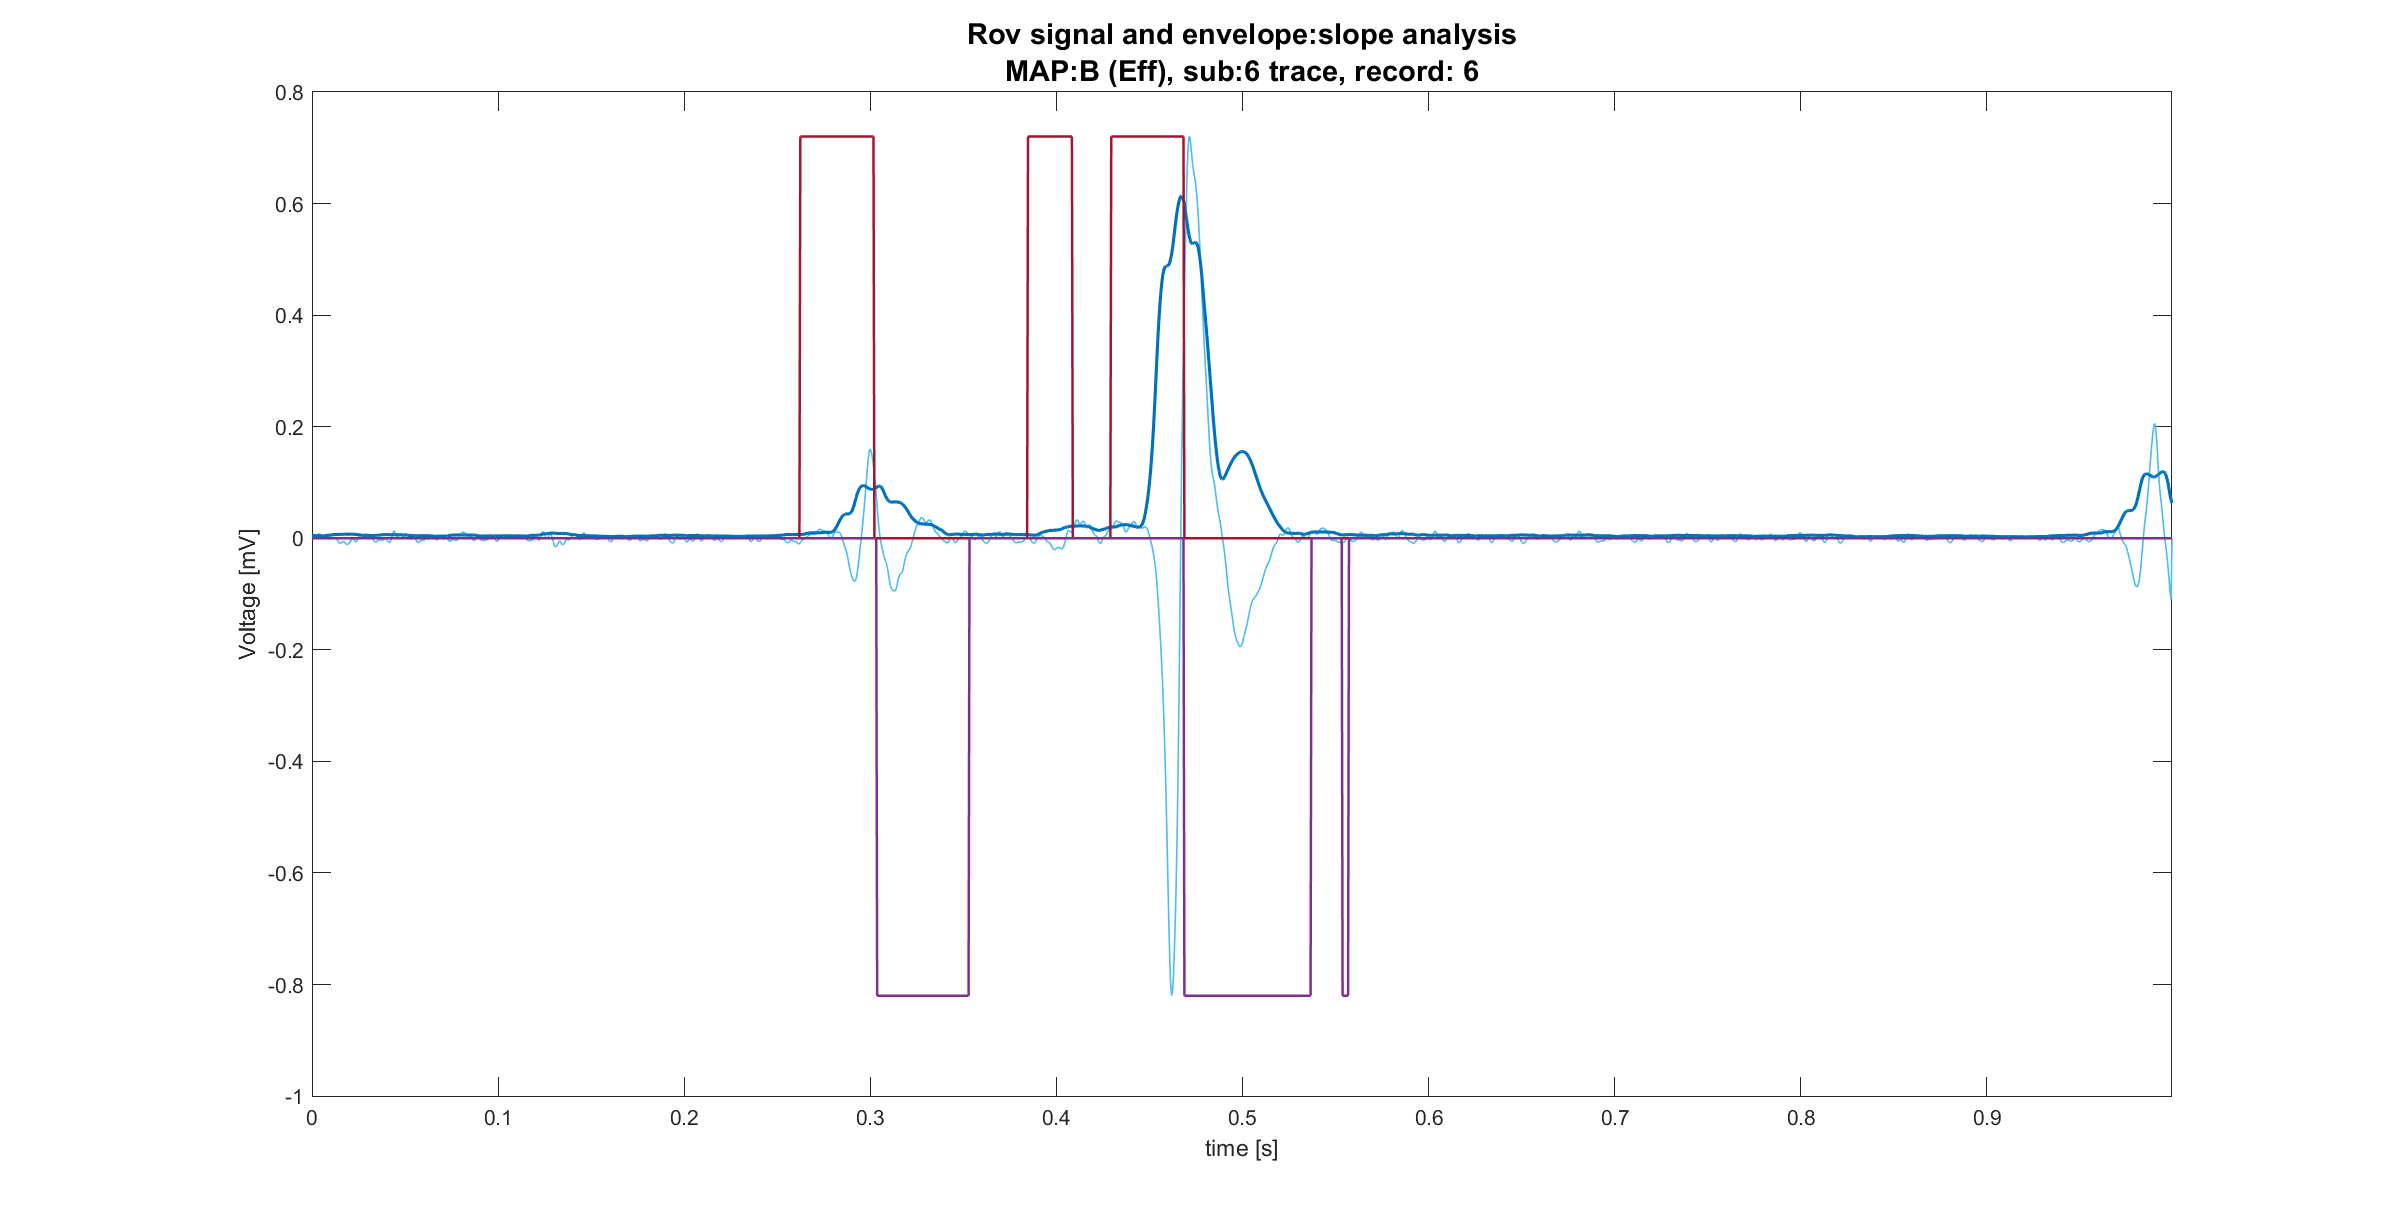 Rov signal and envelope:slope analysis
MAP:B (Eff), sub:6 trace, record: 6
0.8
0.6
0.4
0.2
0
-0.2
-0.4
-0.6
-0.8
-1
Voltage [mV]
0 0.1 0.2 0.3 0.4 0.5 0.6 0.7 0.8 0.9
time [s]